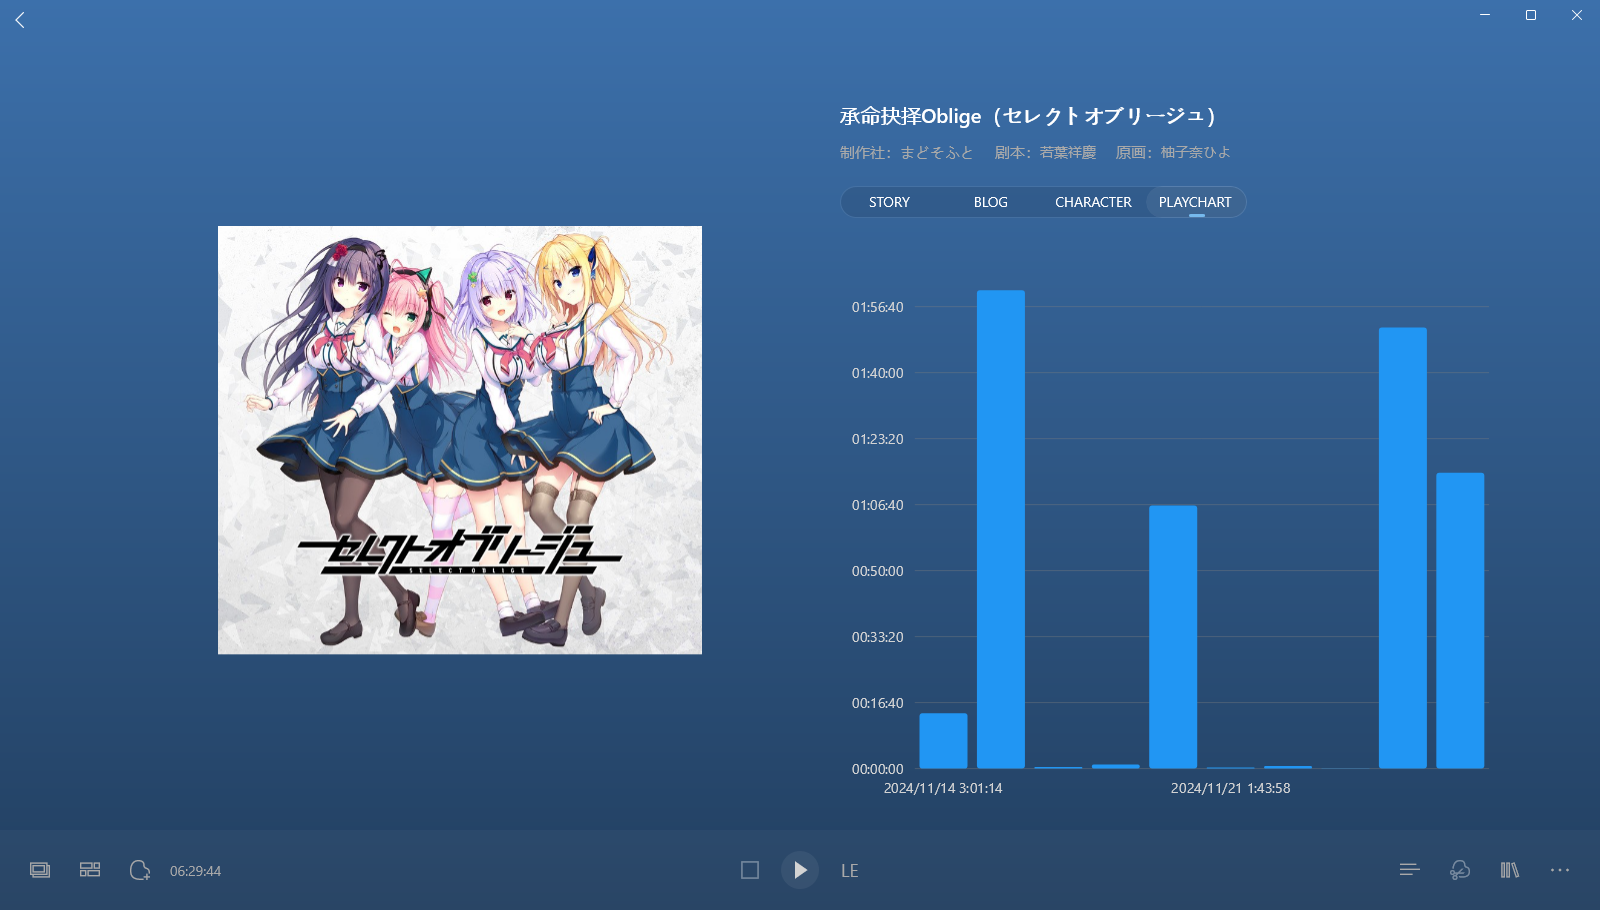 承命抉择Oblige（セレクトオブリージュ）
制作社：まどそふと 剧本：若葉祥慶 原画：柚子奈ひよ
STORY BLOG CHARACTER PLAYCHART
セレクトオブリージュ
SELECT OBLIGE
01:56:40
01:40:00
01:23:20
01:06:40
00:50:00
00:33:20
00:16:40
00:00:00
2024/11/14 3:01:14 2024/11/21 1:43:58
06:29:44 LE